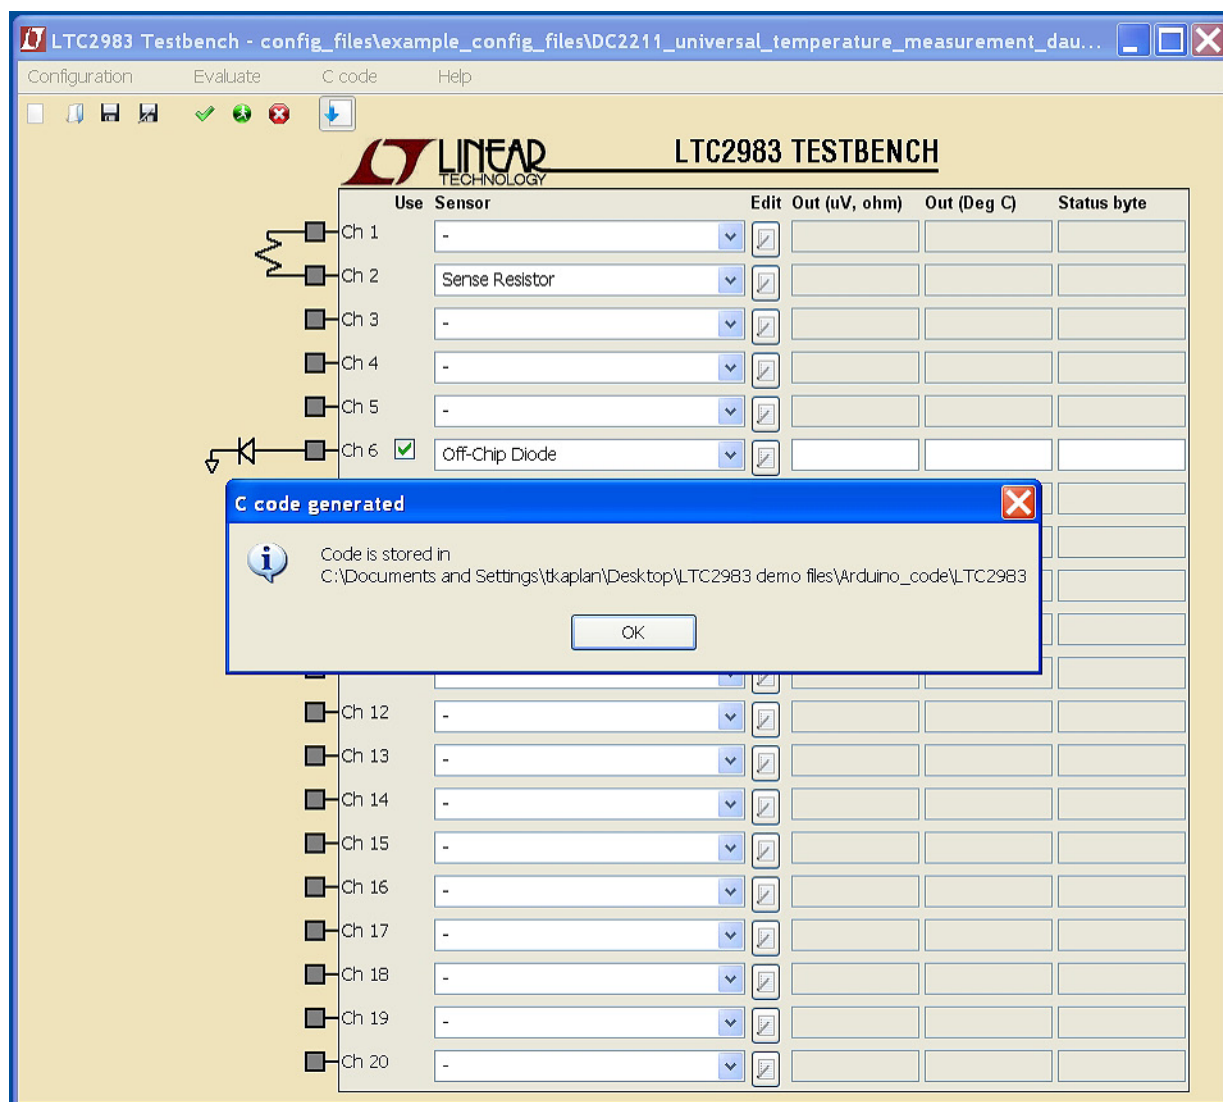 LTC2983 Testbench - config_files\example_config_files\DC2211_universal_temperature_measurement_dau...
Configuration Evaluate C code Help
LINEAR TECHNOLOGY
LTC2983 TESTBENCH
Use Sensor Edit Out (uV, ohm) Out (Deg C) Status byte
Ch 1 -
Ch 2 Sense Resistor
Ch 3 -
Ch 4 -
Ch 5 -
Ch 6 Off-Chip Diode
C code generated
Code is stored in
C:\Documents and Settings\tkaplan\Desktop\LTC2983 demo files\Arduino_code\LTC2983
OK
Ch 12 -
Ch 13 -
Ch 14 -
Ch 15 -
Ch 16 -
Ch 17 -
Ch 18 -
Ch 19 -
Ch 20 -